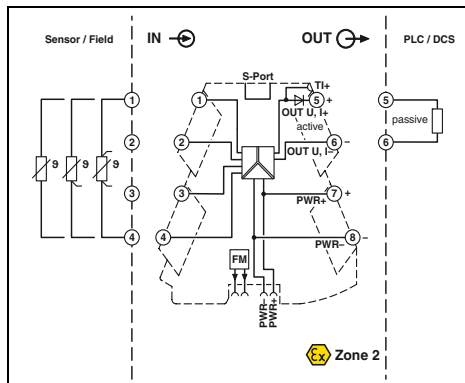 Sensor / Field
IN
OUT
PLC / DCS
S-Port
TI+
1
1
5
+
5
OUT U, I+
active
passive
2
2
6
–
6
OUT U, I–
ϑ
ϑ
ϑ
3
3
7
+
PWR+
4
4
8
–
PWR–
FM
PWR–
PWR+
Ex
Zone 2